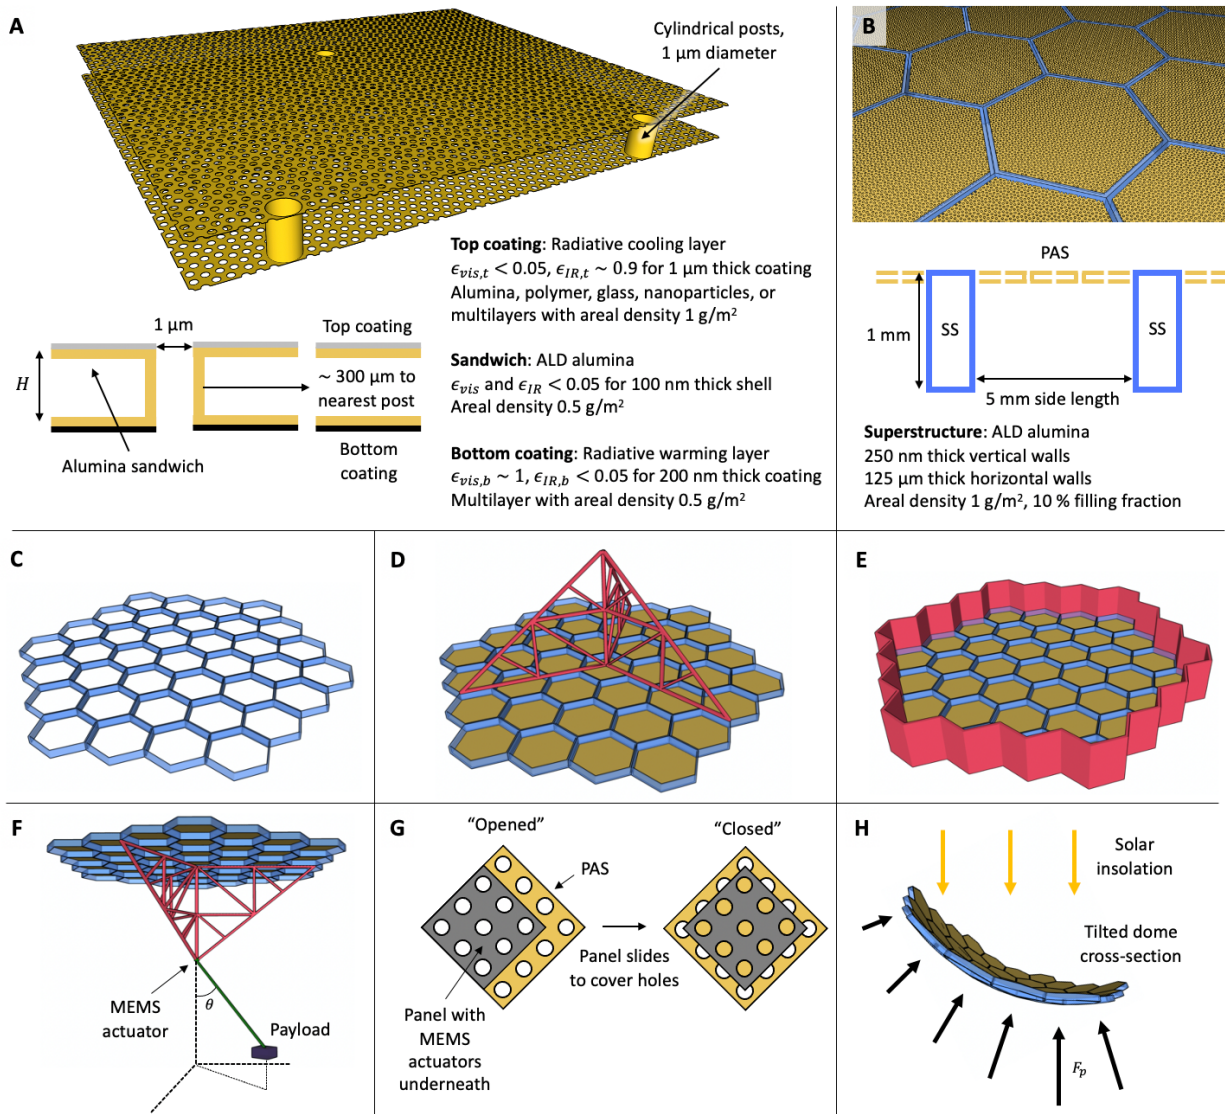 A
Cylindrical posts,
1 μm diameter
Top coating: Radiative cooling layer
ϵvis,t < 0.05, ϵIR,t ~ 0.9 for 1 μm thick coating
Alumina, polymer, glass, nanoparticles, or
multilayers with areal density 1 g/m²
Sandwich: ALD alumina
ϵvis and ϵIR < 0.05 for 100 nm thick shell
Areal density 0.5 g/m²
Bottom coating: Radiative warming layer
ϵvis,b ~ 1, ϵIR,b < 0.05 for 200 nm thick coating
Multilayer with areal density 0.5 g/m²
1 μm
Top coating
H
~ 300 μm to
nearest post
Alumina sandwich
Bottom
coating
B
PAS
1 mm
SS
SS
5 mm side length
Superstructure: ALD alumina
250 nm thick vertical walls
125 μm thick horizontal walls
Areal density 1 g/m², 10 % filling fraction
C
D
E
F
MEMS
actuator
θ
Payload
G
“Opened”
“Closed”
PAS
Panel slides
to cover holes
Panel with
MEMS
actuators
underneath
H
Solar
insolation
Tilted dome
cross-section
Fp